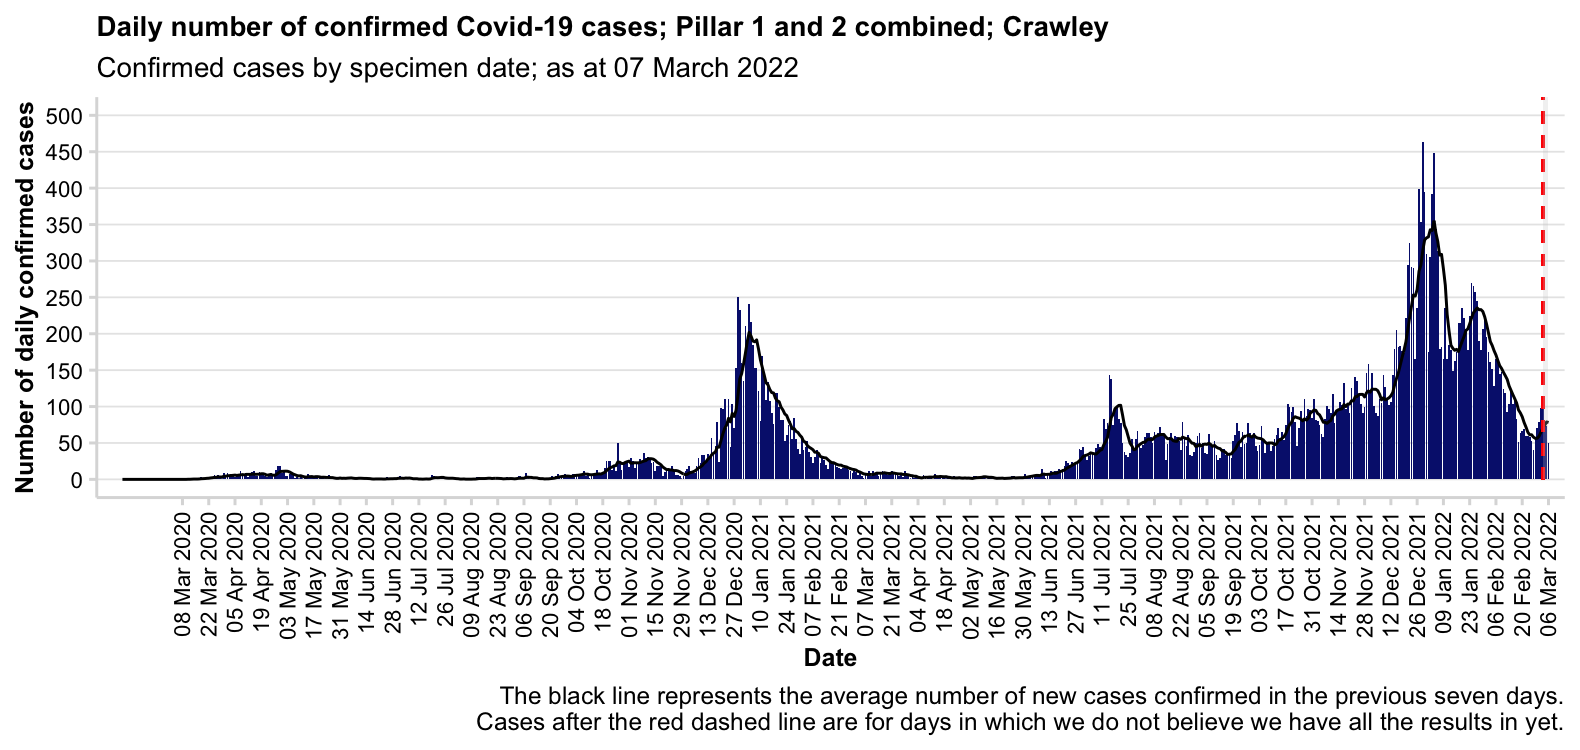 Daily number of confirmed Covid-19 cases; Pillar 1 and 2 combined; Crawley
Confirmed cases by specimen date; as at 07 March 2022
Number of daily confirmed cases
500
450
400
350
300
250
200
150
100
50
0
08 Mar 2020
22 Mar 2020
05 Apr 2020
19 Apr 2020
03 May 2020
17 May 2020
31 May 2020
14 Jun 2020
28 Jun 2020
12 Jul 2020
26 Jul 2020
09 Aug 2020
23 Aug 2020
06 Sep 2020
20 Sep 2020
04 Oct 2020
18 Oct 2020
01 Nov 2020
15 Nov 2020
29 Nov 2020
13 Dec 2020
27 Dec 2020
10 Jan 2021
24 Jan 2021
07 Feb 2021
21 Feb 2021
07 Mar 2021
21 Mar 2021
04 Apr 2021
18 Apr 2021
02 May 2021
16 May 2021
30 May 2021
13 Jun 2021
27 Jun 2021
11 Jul 2021
25 Jul 2021
08 Aug 2021
22 Aug 2021
05 Sep 2021
19 Sep 2021
03 Oct 2021
17 Oct 2021
31 Oct 2021
14 Nov 2021
28 Nov 2021
12 Dec 2021
26 Dec 2021
09 Jan 2022
23 Jan 2022
06 Feb 2022
20 Feb 2022
06 Mar 2022
Date
The black line represents the average number of new cases confirmed in the previous seven days.
Cases after the red dashed line are for days in which we do not believe we have all the results in yet.